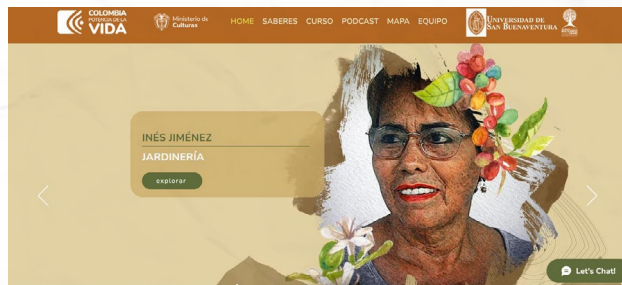 COLOMBIA
POTENCIA DE LA
VIDA
Ministerio de
Culturas
HOME SABERES CURSO PODCAST MAPA EQUIPO
UNIVERSIDAD DE
SAN BUENAVENTURA
INÉS JIMÉNEZ
JARDINERÍA
explorar
Let's Chat!